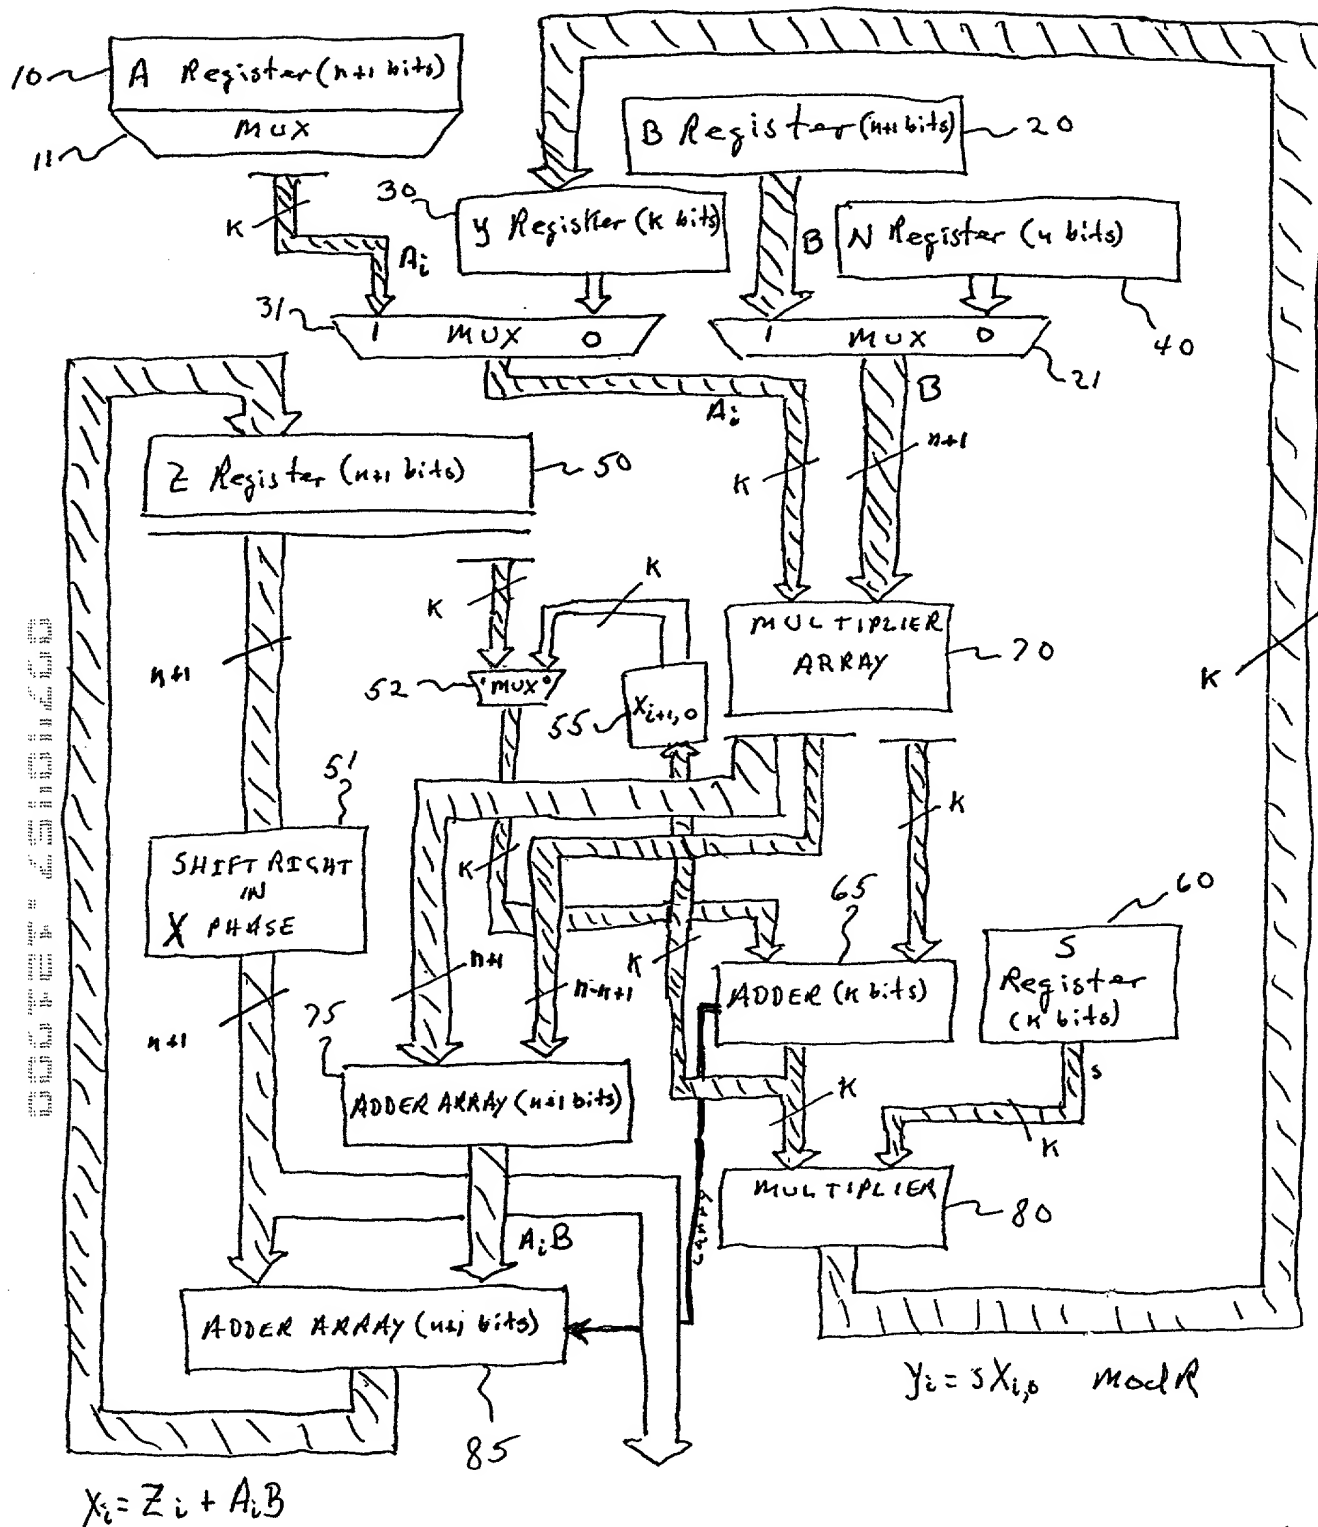 A Register (n+1 bits)
10
MUX
11
B Register (n+1 bits)
20
30
Y Register (K bits)
K
Ai
B
N Register (n bits)
40
31
1 MUX 0
1 MUX 0
21
Ai
B
n+1
K
Z Register (n+1 bits)
50
K
K
MULTIPLIER
ARRAY
70
K
n+1
52
1 MUX 0
55
Xi+1,0
51
K
K
SHIFT RIGHT
IN
X PHASE
65
60
n+1
n-n+1
K
n+1
75
ADDER (K bits)
S
Register
(K bits)
S
ADDER ARRAY (n+1 bits)
K
K
MULTIPLIER
80
carry
AiB
ADDER ARRAY (n+1 bits)
85
yi = sXi,0 mod R
Xi = Zi + AiB